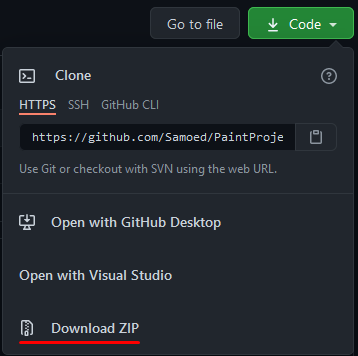 Go to file
Code
Clone
HTTPS SSH GitHub CLI
https://github.com/Samoed/PaintProje
Use Git or checkout with SVN using the web URL.
Open with GitHub Desktop
Open with Visual Studio
Download ZIP